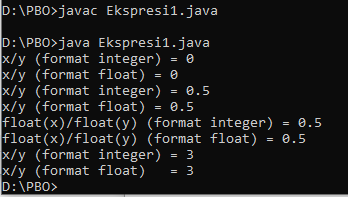 D:\PBO>javac Ekspresi1.java
D:\PBO>java Ekspresi1.java
x/y (format integer) = 0
x/y (format float) = 0
x/y (format integer) = 0.5
x/y (format float) = 0.5
float(x)/float(y) (format integer) = 0.5
float(x)/float(y) (format float) = 0.5
x/y (format integer) = 3
x/y (format float)   = 3
D:\PBO>